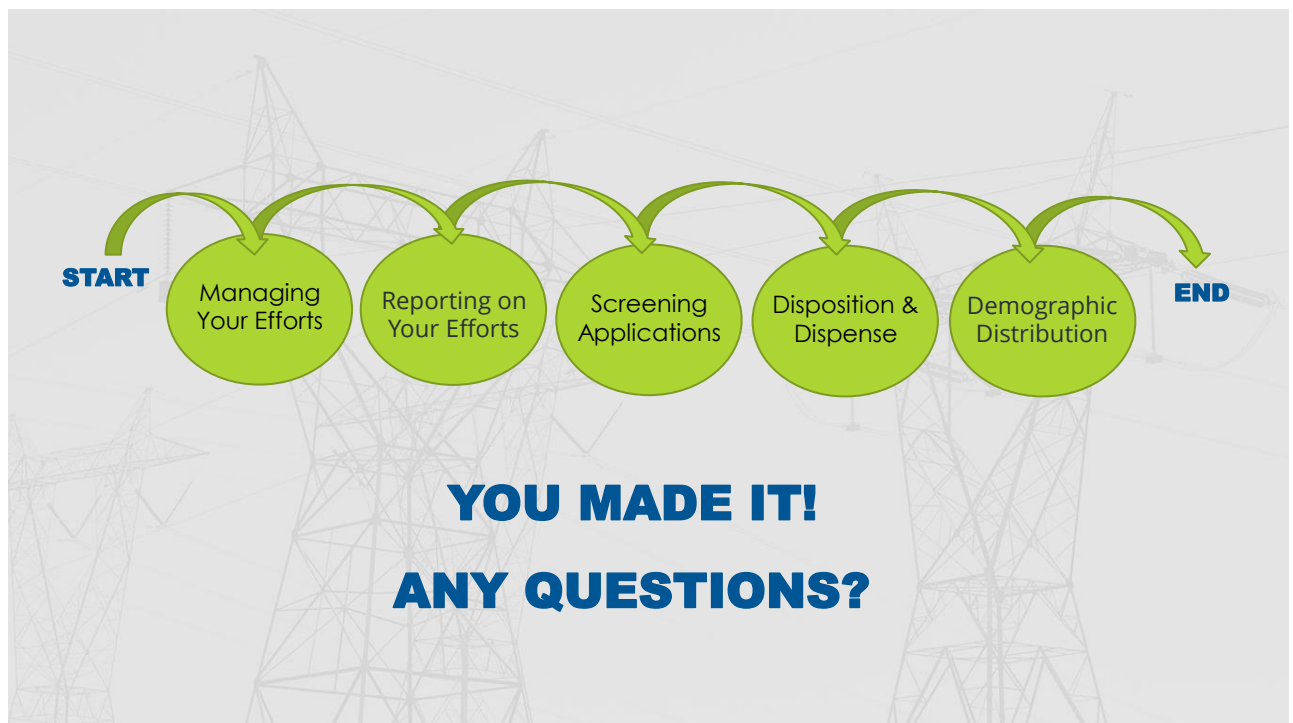 START
Managing
Your Efforts
Reporting on
Your Efforts
Screening
Applications
Disposition &
Dispense
Demographic
Distribution
END
YOU MADE IT!
ANY QUESTIONS?